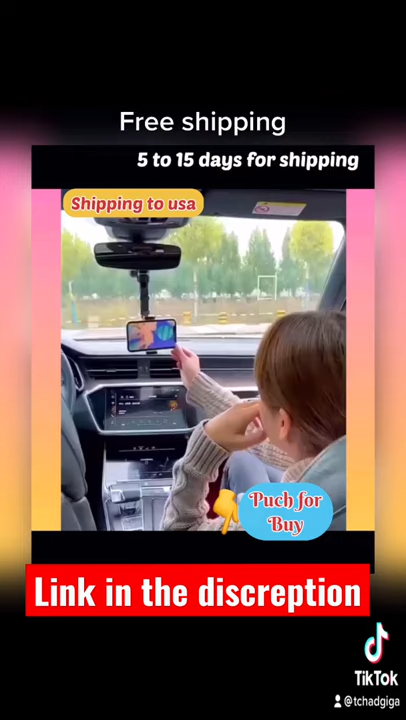 Free shipping
5 to 15 days for shipping
Shipping to usa
Puch for
Buy
Link in the discreption
TikTok
@tchadgiga